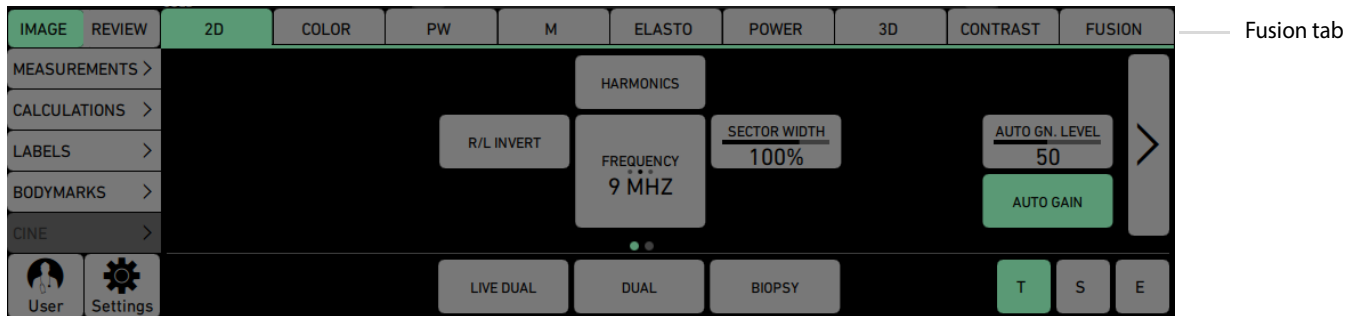 IMAGE REVIEW 2D COLOR PW M ELASTO POWER 3D CONTRAST FUSION Fusion tab
MEASUREMENTS >
HARMONICS
CALCULATIONS >
R/L INVERT
SECTOR WIDTH
100%
AUTO GN. LEVEL
50
LABELS >
FREQUENCY
9 MHZ
BODYMARKS >
AUTO GAIN
CINE >
User Settings
LIVE DUAL DUAL BIOPSY T S E